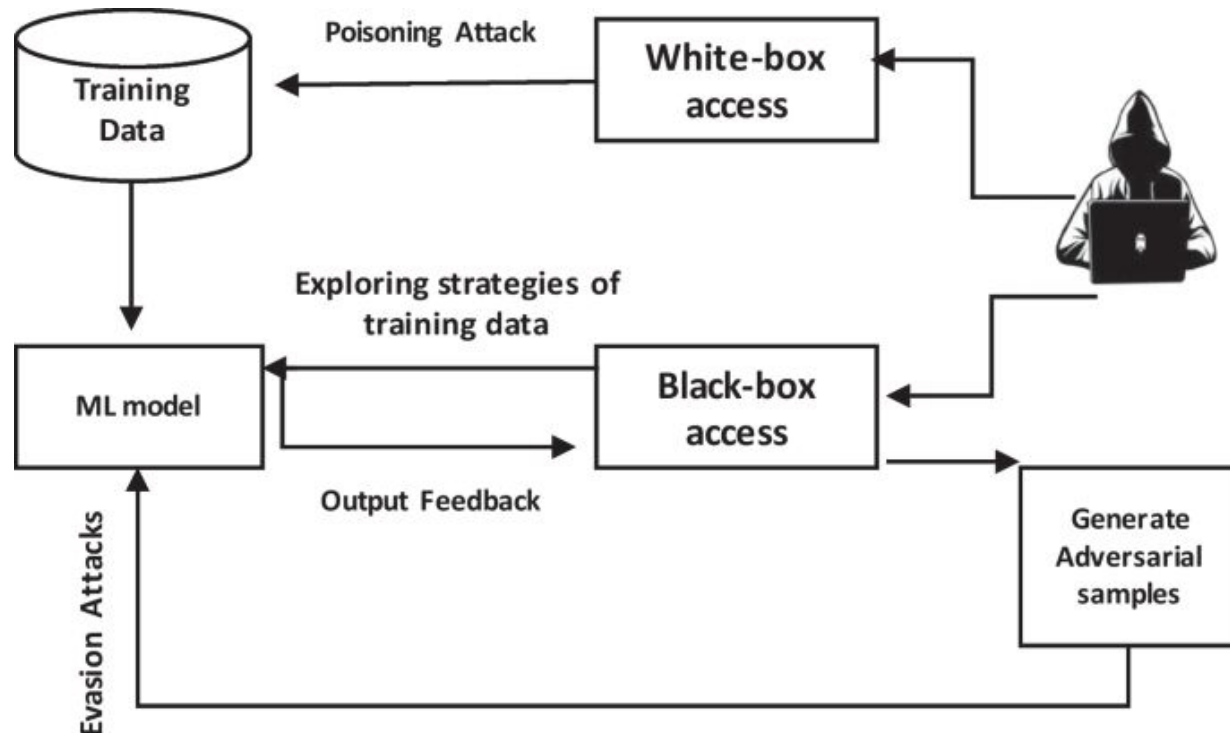 Poisoning Attack
White-box
access
Training
Data
Exploring strategies of
training data
ML model
Black-box
access
Output Feedback
Generate
Adversarial
samples
Evasion Attacks